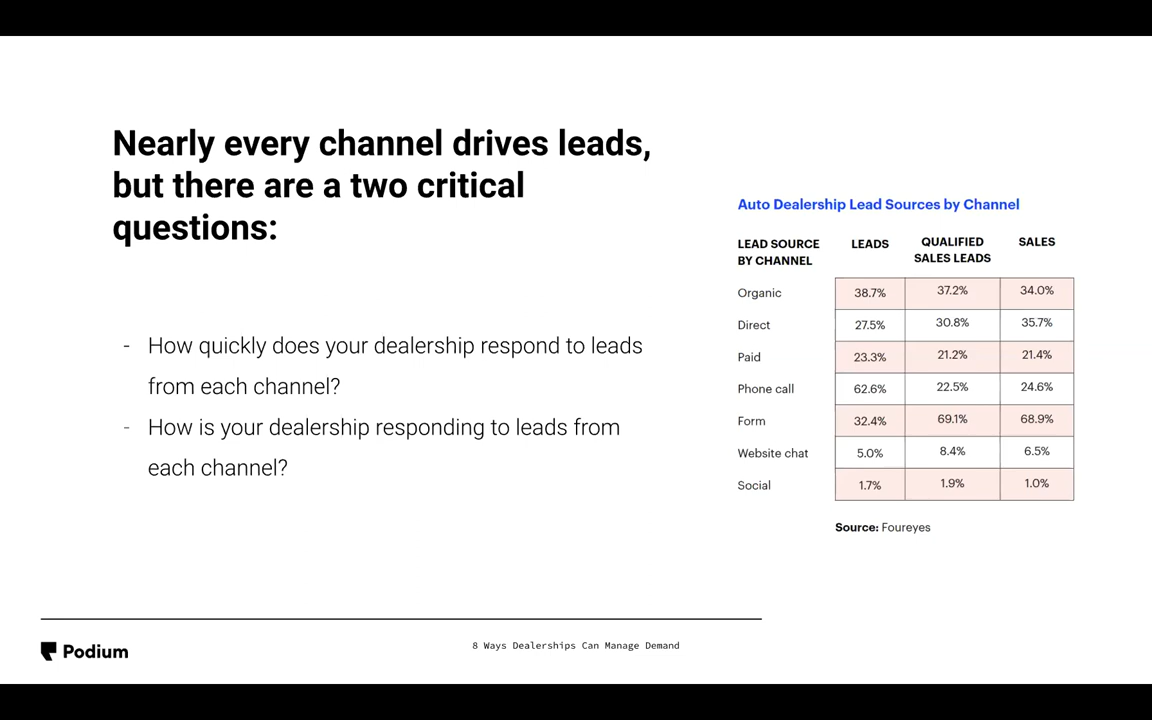 Nearly every channel drives leads,
but there are a two critical
questions:
- How quickly does your dealership respond to leads
from each channel?
- How is your dealership responding to leads from
each channel?
Auto Dealership Lead Sources by Channel
LEAD SOURCE BY CHANNEL LEADS QUALIFIED SALES LEADS SALES
Organic 38.7% 37.2% 34.0%
Direct 27.5% 30.8% 35.7%
Paid 23.3% 21.2% 21.4%
Phone call 62.6% 22.5% 24.6%
Form 32.4% 69.1% 68.9%
Website chat 5.0% 8.4% 6.5%
Social 1.7% 1.9% 1.0%
Source: Foureyes
Podium
8 Ways Dealerships Can Manage Demand